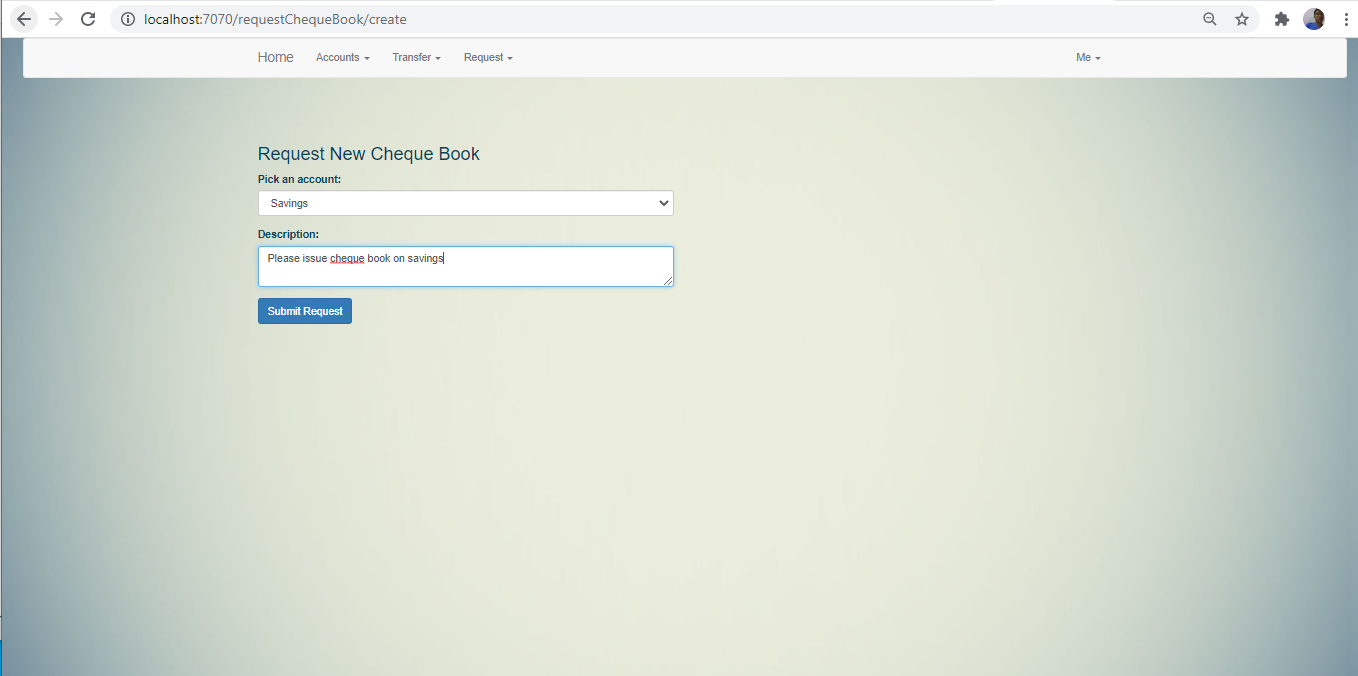 localhost:7070/requestChequeBook/create
Home Accounts Transfer Request Me
Request New Cheque Book
Pick an account:
Savings
Description:
Please issue cheque book on savings
Submit Request